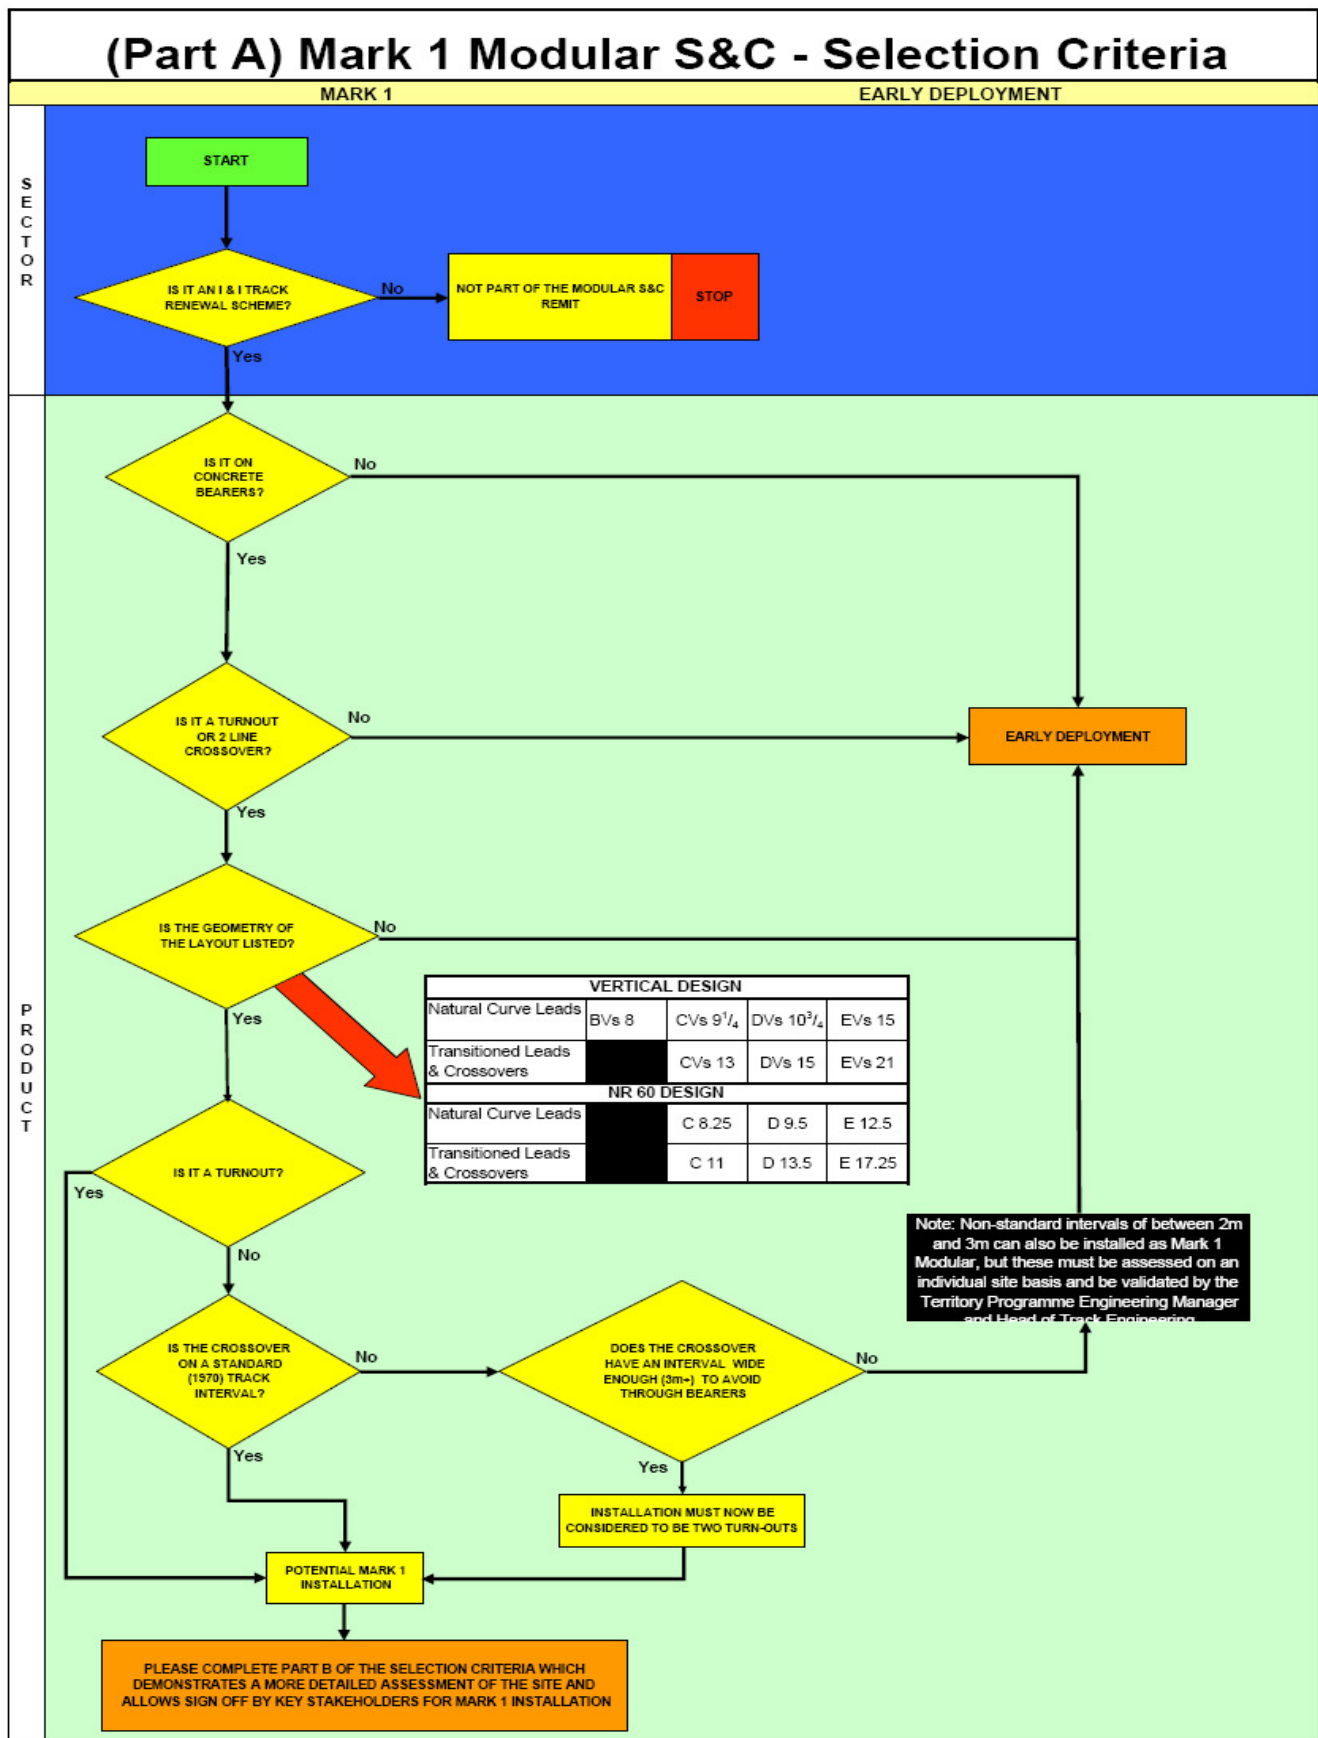 (Part A) Mark 1 Modular S&C - Selection Criteria
MARK 1
EARLY DEPLOYMENT
SECTOR
START
IS IT AN I & I TRACK
RENEWAL SCHEME?
No
NOT PART OF THE MODULAR S&C
REMIT
STOP
Yes
PRODUCT
IS IT ON
CONCRETE
BEARERS?
No
Yes
IS IT A TURNOUT
OR 2 LINE
CROSSOVER?
No
EARLY DEPLOYMENT
Yes
IS THE GEOMETRY OF
THE LAYOUT LISTED?
No
Yes
VERTICAL DESIGN
Natural Curve Leads BVs 8 CVs 9 1/4 DVs 10 3/4 EVs 15
Transitioned Leads
& Crossovers CVs 13 DVs 15 EVs 21
NR 60 DESIGN
Natural Curve Leads C 8.25 D 9.5 E 12.5
Transitioned Leads
& Crossovers C 11 D 13.5 E 17.25
IS IT A TURNOUT?
Yes
No
Note: Non-standard intervals of between 2m
and 3m can also be installed as Mark 1
Modular, but these must be assessed on an
individual site basis and be validated by the
Territory Programme Engineering Manager
and Head of Track Engineering
IS THE CROSSOVER
ON A STANDARD
(1970) TRACK
INTERVAL?
No
DOES THE CROSSOVER
HAVE AN INTERVAL WIDE
ENOUGH (3m+) TO AVOID
THROUGH BEARERS
No
Yes
Yes
INSTALLATION MUST NOW BE
CONSIDERED TO BE TWO TURN-OUTS
POTENTIAL MARK 1
INSTALLATION
PLEASE COMPLETE PART B OF THE SELECTION CRITERIA WHICH
DEMONSTRATES A MORE DETAILED ASSESSMENT OF THE SITE AND
ALLOWS SIGN OFF BY KEY STAKEHOLDERS FOR MARK 1 INSTALLATION